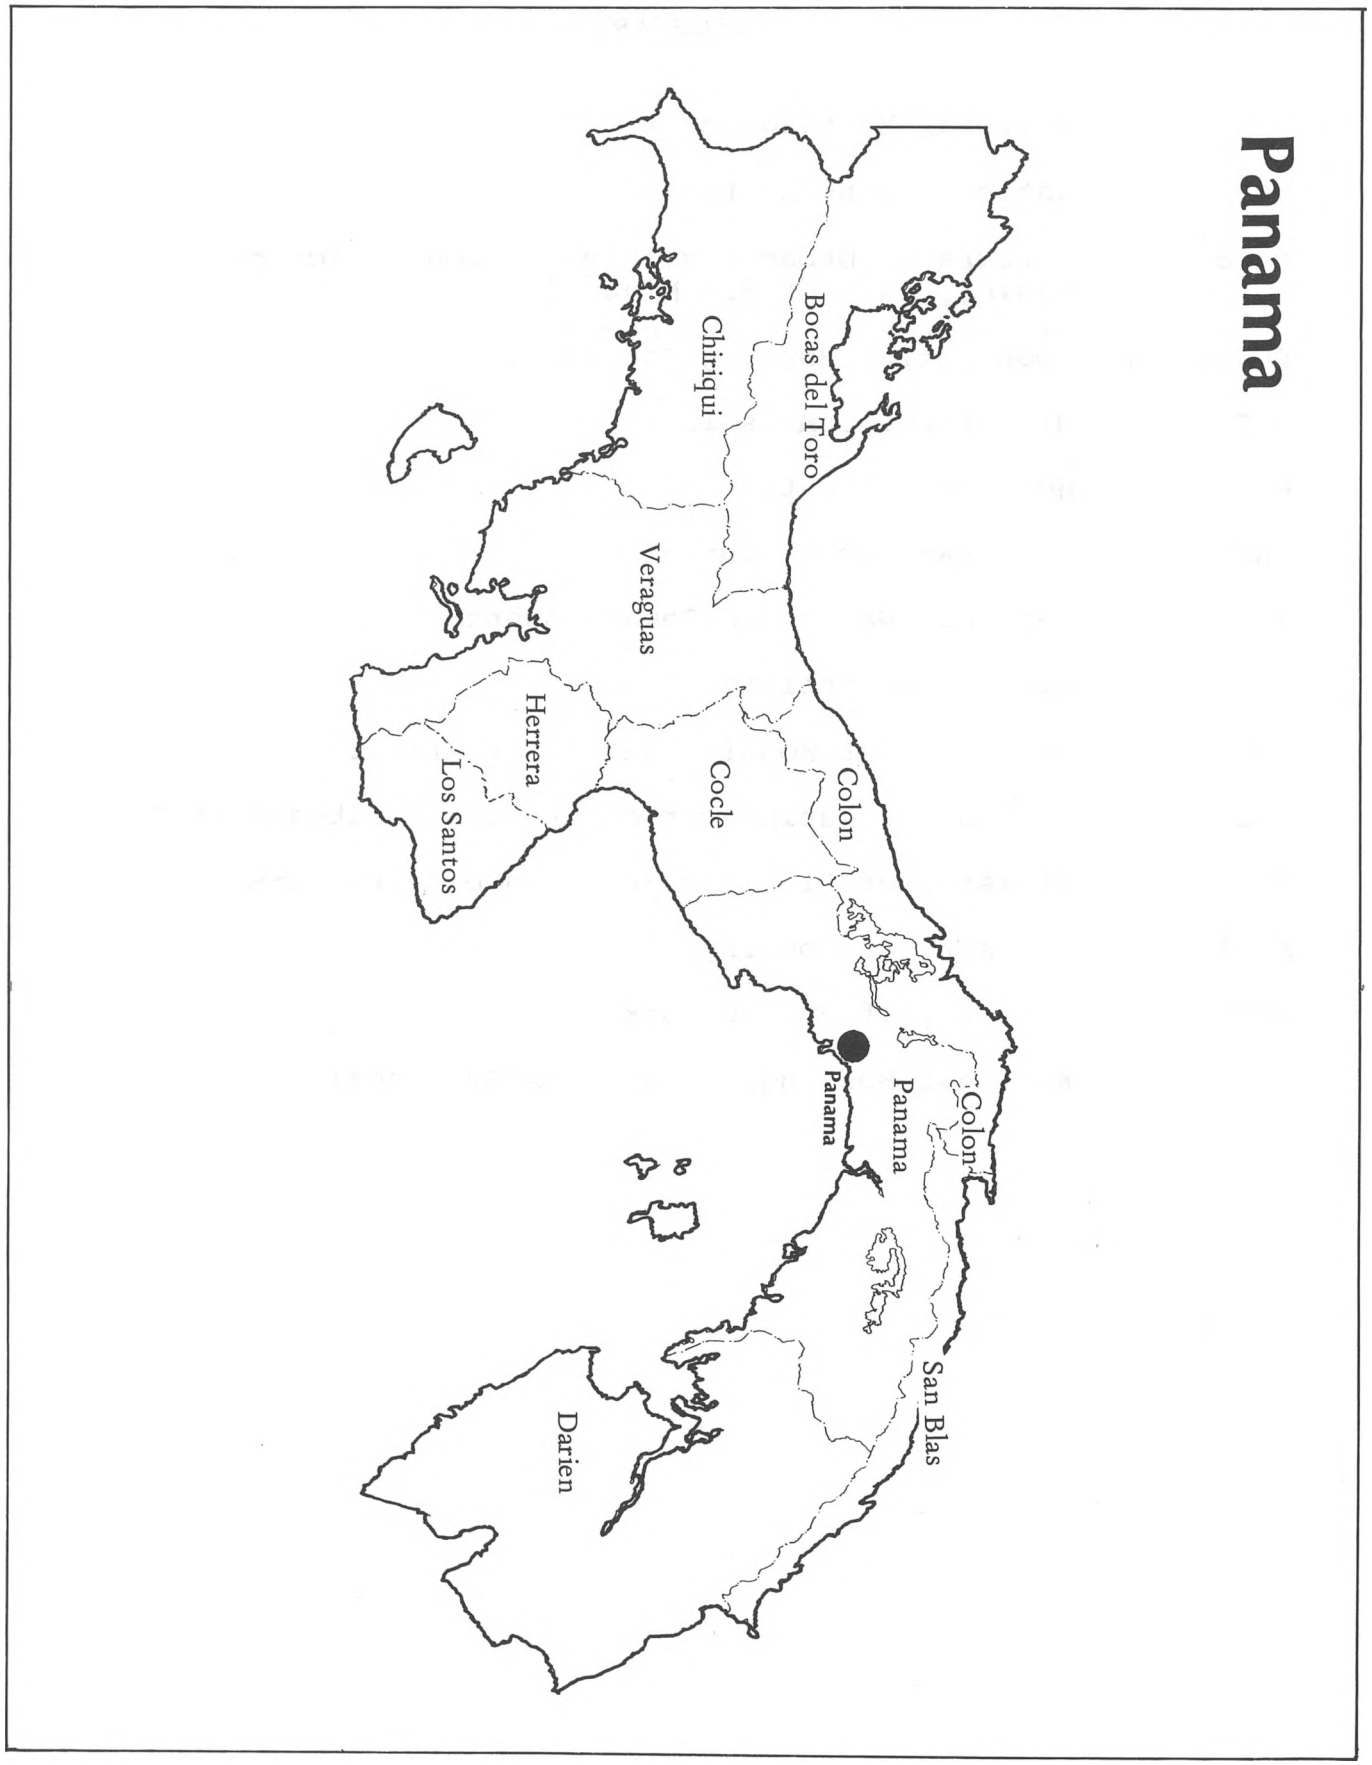 Panama
Bocas del Toro
Chiriqui
Veraguas
Herrera
Los Santos
Cocle
Colon
Panama
Panama
Colon
San Blas
Darien